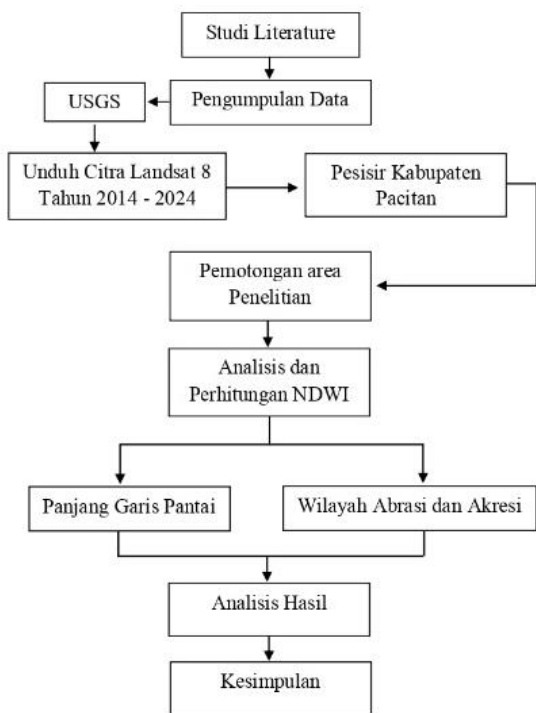 Studi Literature
Pengumpulan Data
USGS
Unduh Citra Landsat 8
Tahun 2014 - 2024
Pesisir Kabupaten
Pacitan
Pemotongan area
Penelitian
Analisis dan
Perhitungan NDWI
Panjang Garis Pantai
Wilayah Abrasi dan Akresi
Analisis Hasil
Kesimpulan